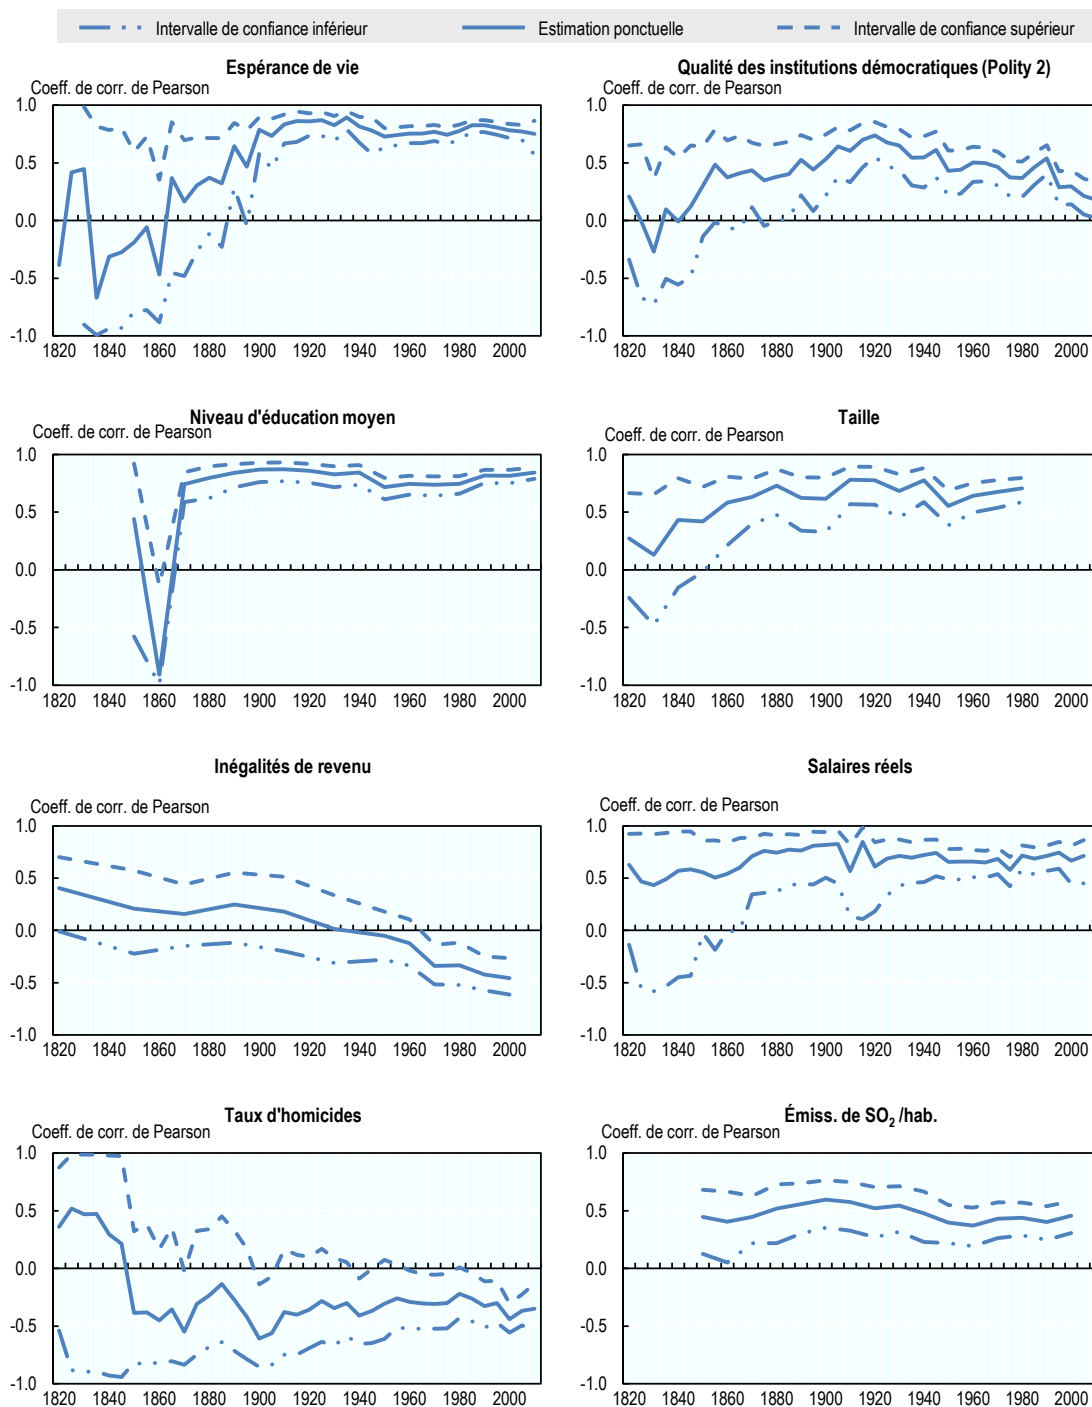 Intervalle de confiance inférieur Estimation ponctuelle Intervalle de confiance supérieur
Espérance de vie
Coeff. de corr. de Pearson
1.0
0.5
0.0
-0.5
-1.0
1820 1840 1860 1880 1900 1920 1940 1960 1980 2000
Qualité des institutions démocratiques (Polity 2)
Coeff. de corr. de Pearson
1.0
0.5
0.0
-0.5
-1.0
1820 1840 1860 1880 1900 1920 1940 1960 1980 2000
Niveau d'éducation moyen
Coeff. de corr. de Pearson
1.0
0.5
0.0
-0.5
-1.0
1820 1840 1860 1880 1900 1920 1940 1960 1980 2000
Taille
Coeff. de corr. de Pearson
1.0
0.5
0.0
-0.5
-1.0
1820 1840 1860 1880 1900 1920 1940 1960 1980 2000
Inégalités de revenu
Coeff. de corr. de Pearson
1.0
0.5
0.0
-0.5
-1.0
1820 1840 1860 1880 1900 1920 1940 1960 1980 2000
Salaires réels
Coeff. de corr. de Pearson
1.0
0.5
0.0
-0.5
-1.0
1820 1840 1860 1880 1900 1920 1940 1960 1980 2000
Taux d'homicides
Coeff. de corr. de Pearson
1.0
0.5
0.0
-0.5
-1.0
1820 1840 1860 1880 1900 1920 1940 1960 1980 2000
Émiss. de SO₂ /hab.
Coeff. de corr. de Pearson
1.0
0.5
0.0
-0.5
-1.0
1820 1840 1860 1880 1900 1920 1940 1960 1980 2000